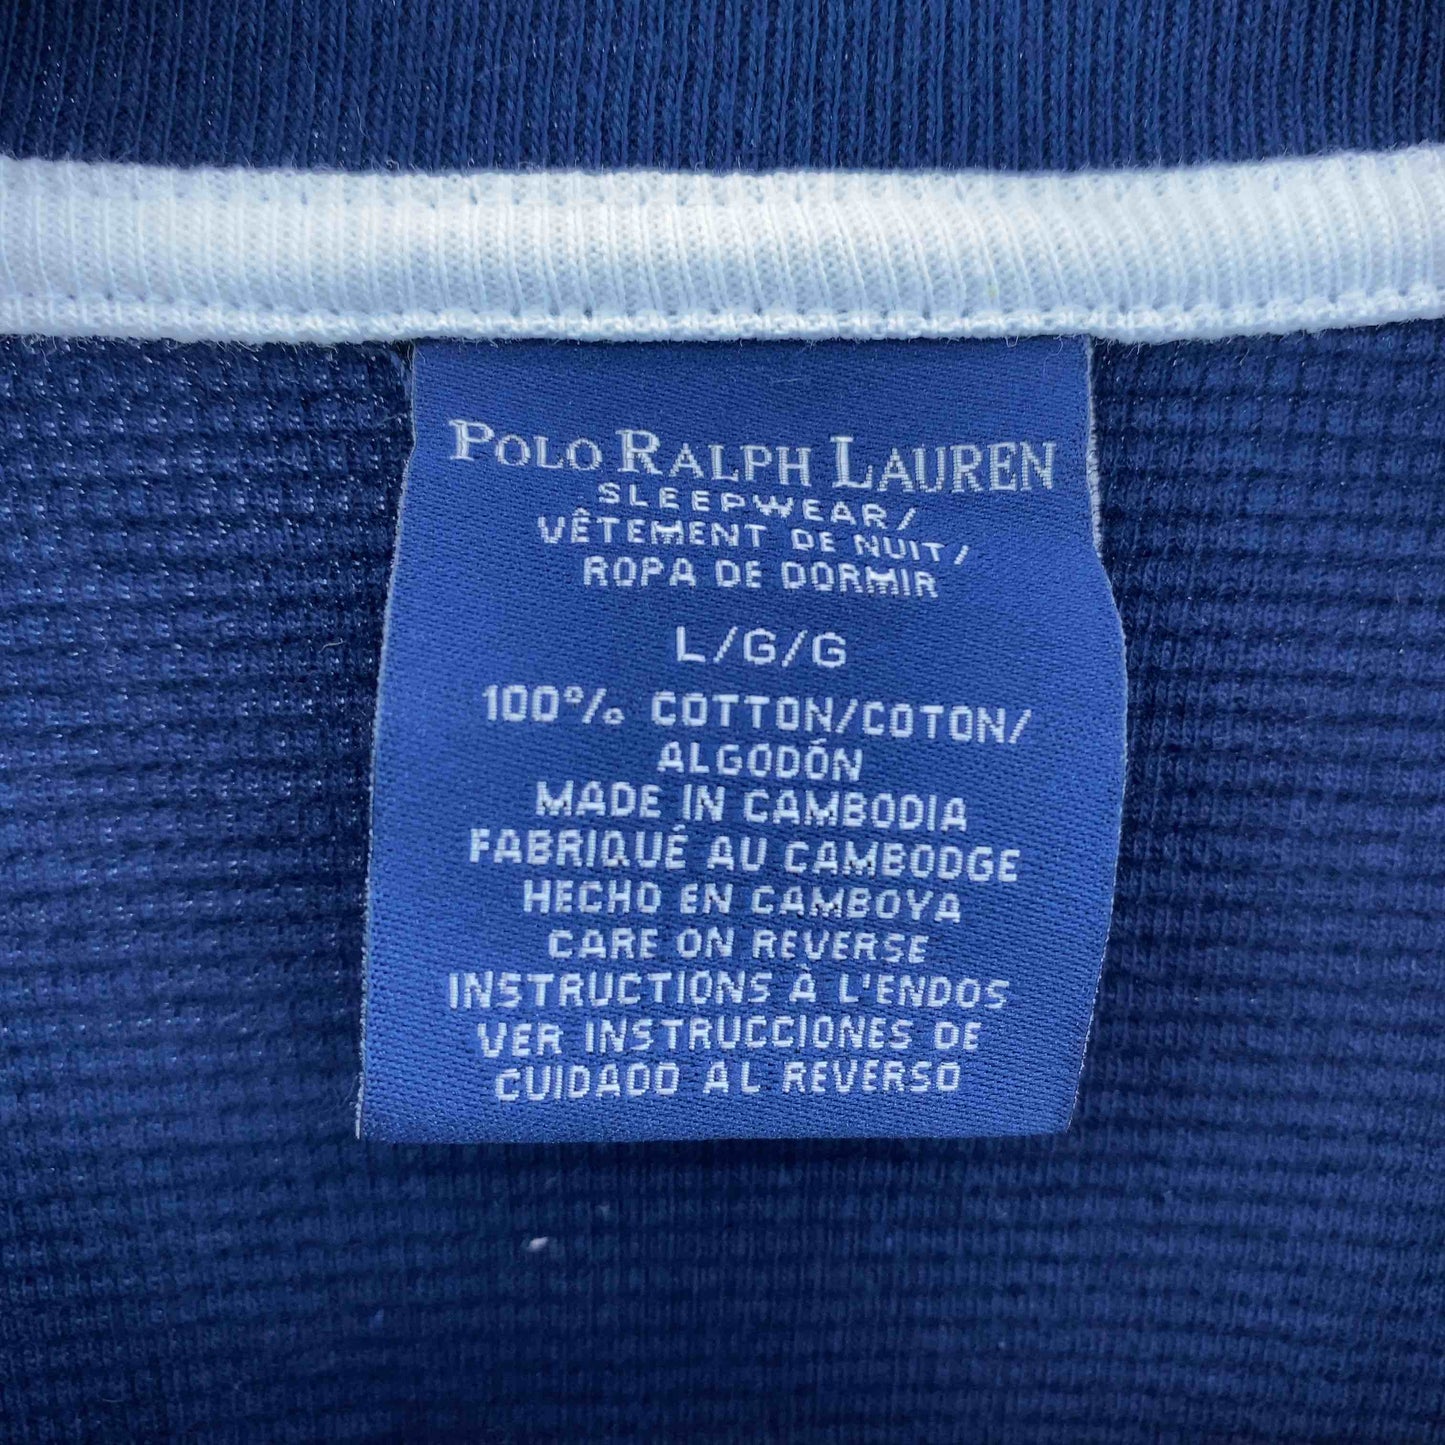 POLO RALPH LAUREN
SLEEPWEAR/
VÊTEMENT DE NUIT/
ROPA DE DORMIR
L/G/G
100% COTTON/COTON/
ALGODÓN
MADE IN CAMBODIA
FABRIQUÉ AU CAMBODGE
HECHO EN CAMBOYA
CARE ON REVERSE
INSTRUCTIONS À L'ENDOS
VER INSTRUCCIONES DE
CUIDADO AL REVERSO